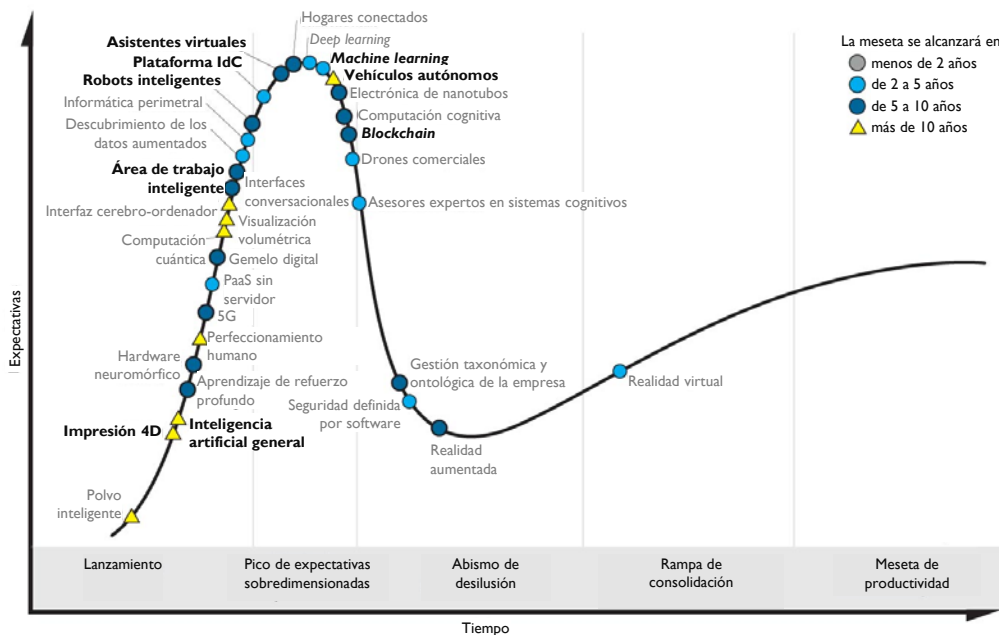 Hogares conectados
Deep learning
Asistentes virtuales
Machine learning
Plataforma IdC
Vehículos autónomos
Robots inteligentes
Electrónica de nanotubos
Informática perimetral
Computación cognitiva
Descubrimiento de los
datos aumentados
Blockchain
Drones comerciales
Área de trabajo
inteligente
Interfaces
conversacionales
Asesores expertos en sistemas cognitivos
Interfaz cerebro-ordenador
Visualización
volumétrica
Computación
cuántica
Gemelo digital
PaaS sin
servidor
5G
Perfeccionamiento
humano
Hardware
neuromórfico
Aprendizaje de refuerzo
profundo
Gestión taxonómica y
ontológica de la empresa
Realidad virtual
Seguridad definida
por software
Impresión 4D
Inteligencia
artificial general
Realidad
aumentada
Polvo
inteligente
La meseta se alcanzará en
menos de 2 años
de 2 a 5 años
de 5 a 10 años
más de 10 años
Expectativas
Lanzamiento
Pico de expectativas
sobredimensionadas
Abismo de
desilusión
Rampa de
consolidación
Meseta de
productividad
Tiempo